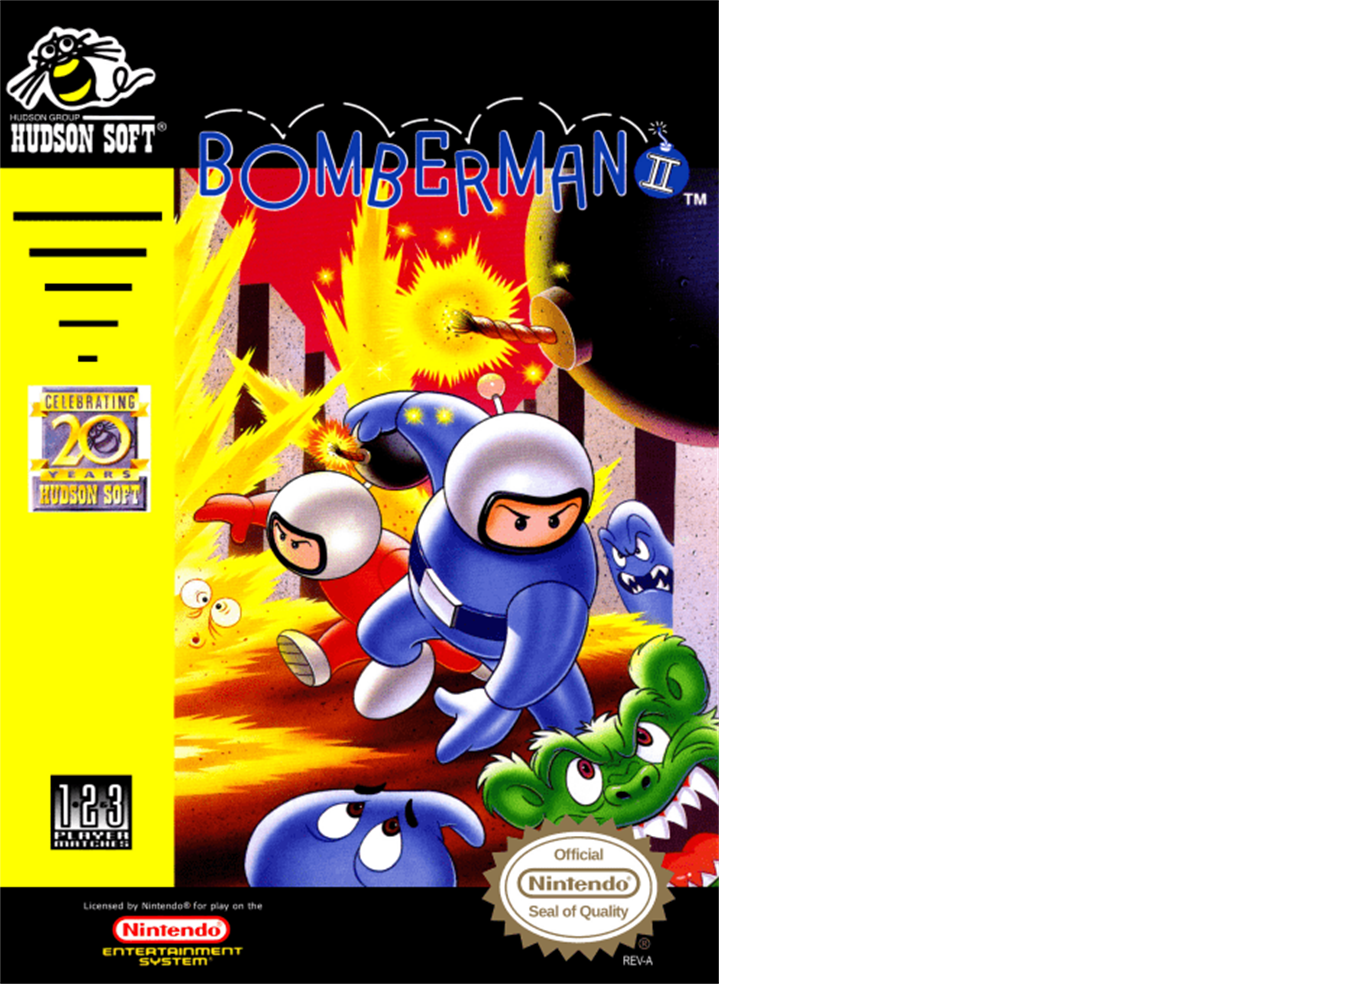 HUDSON GROUP
HUDSON SOFT®
BOMBERMAN II ™
CELEBRATING
20
YEARS
HUDSON SOFT
1·2·3
PLAYER
MATCHES
Official
Nintendo®
Seal of Quality
®
REV-A
Licensed by Nintendo® for play on the
Nintendo®
ENTERTAINMENT
SYSTEM™